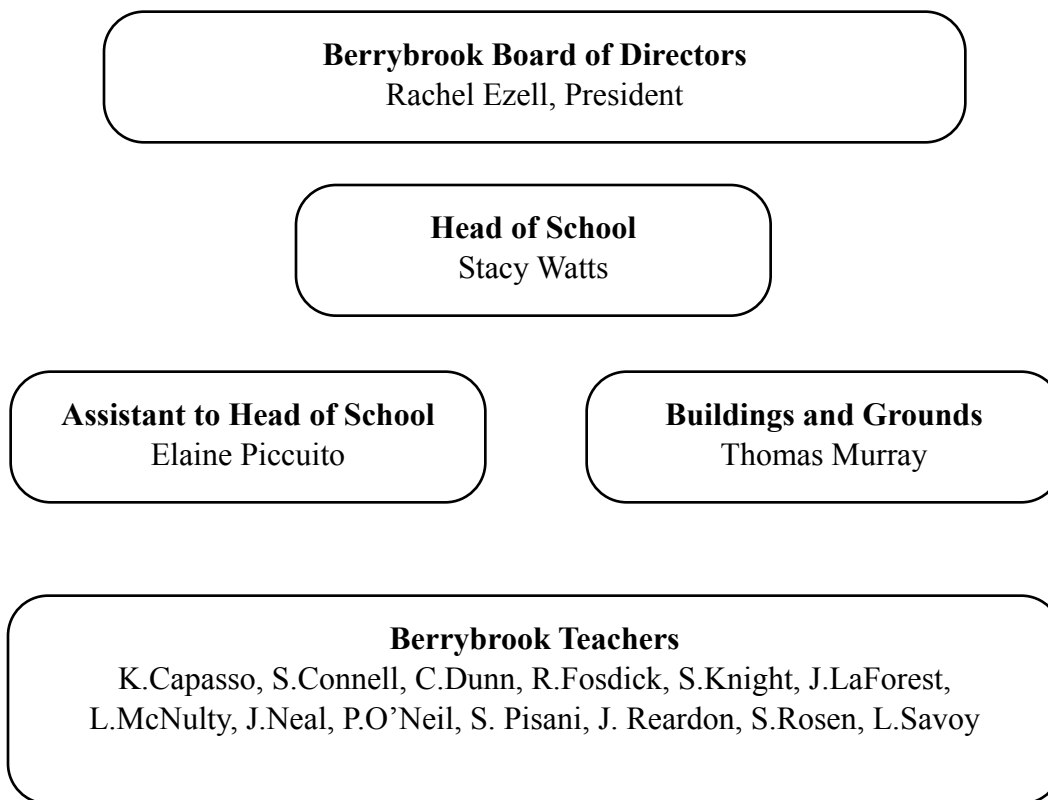 Berrybrook Board of Directors
Rachel Ezell, President
Head of School
Stacy Watts
Assistant to Head of School
Elaine Piccuito
Buildings and Grounds
Thomas Murray
Berrybrook Teachers
K.Capasso, S.Connell, C.Dunn, R.Fosdick, S.Knight, J.LaForest,
L.McNulty, J.Neal, P.O’Neil, S. Pisani, J. Reardon, S.Rosen, L.Savoy